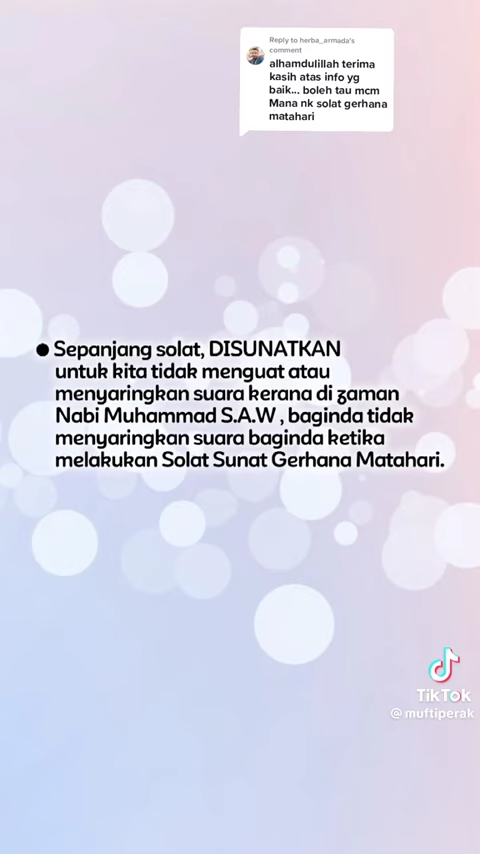 Reply to herba_armada's
comment
alhamdulillah terima
kasih atas info yg
baik... boleh tau mcm
Mana nk solat gerhana
matahari
● Sepanjang solat, DISUNATKAN
untuk kita tidak menguat atau
menyaringkan suara kerana di zaman
Nabi Muhammad S.A.W , baginda tidak
menyaringkan suara baginda ketika
melakukan Solat Sunat Gerhana Matahari.
TikTok
@muftiperak